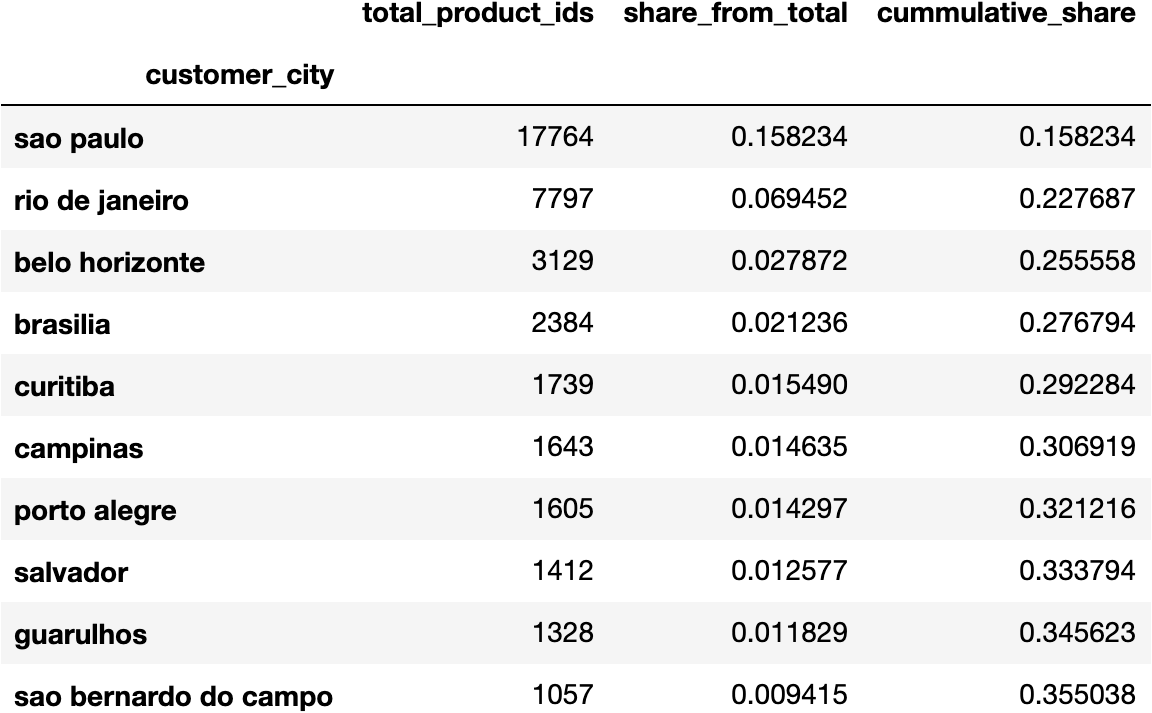 total_product_ids share_from_total cummulative_share
customer_city
sao paulo 17764 0.158234 0.158234
rio de janeiro 7797 0.069452 0.227687
belo horizonte 3129 0.027872 0.255558
brasilia 2384 0.021236 0.276794
curitiba 1739 0.015490 0.292284
campinas 1643 0.014635 0.306919
porto alegre 1605 0.014297 0.321216
salvador 1412 0.012577 0.333794
guarulhos 1328 0.011829 0.345623
sao bernardo do campo 1057 0.009415 0.355038